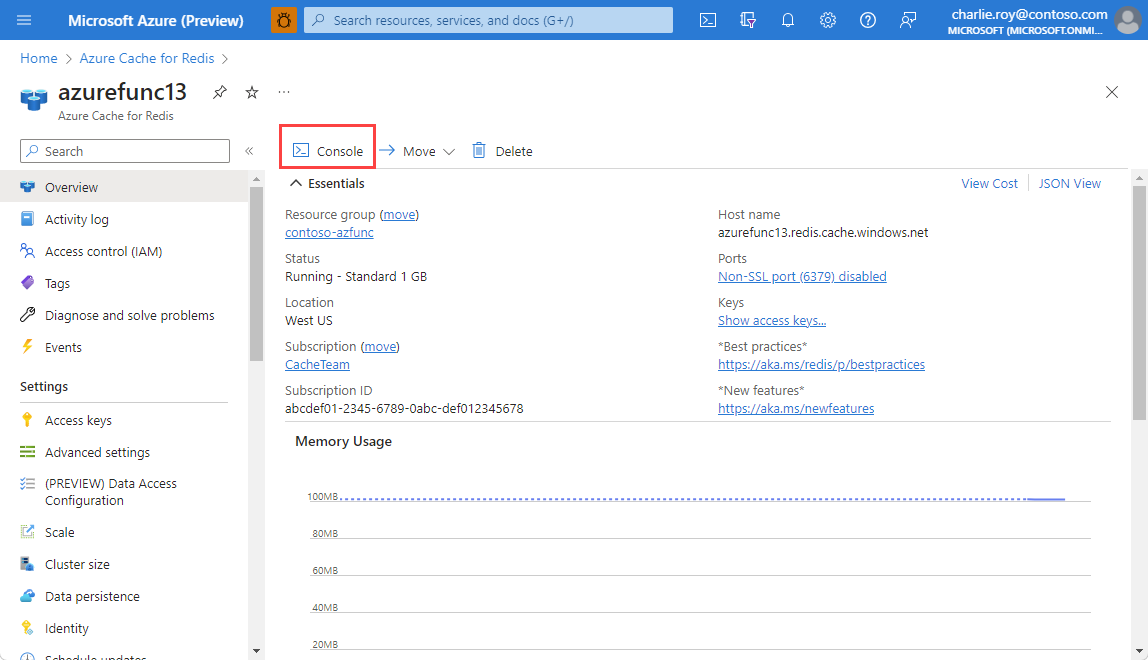 Microsoft Azure (Preview)
Search resources, services, and docs (G+/)
charlie.roy@contoso.com
MICROSOFT (MICROSOFT.ONMI...
Home > Azure Cache for Redis >
azurefunc13
...
Azure Cache for Redis
Search
«
Console
Move
Delete
Overview
Activity log
Access control (IAM)
Tags
Diagnose and solve problems
Events
Settings
Access keys
Advanced settings
(PREVIEW) Data Access
Configuration
Scale
Cluster size
Data persistence
Identity
Schedule updates
Essentials
View Cost
JSON View
Resource group (move)
contoso-azfunc
Status
Running - Standard 1 GB
Location
West US
Subscription (move)
CacheTeam
Subscription ID
abcdef01-2345-6789-0abc-def012345678
Host name
azurefunc13.redis.cache.windows.net
Ports
Non-SSL port (6379) disabled
Keys
Show access keys...
*Best practices*
https://aka.ms/redis/p/bestpractices
*New features*
https://aka.ms/newfeatures
Memory Usage
100MB
80MB
60MB
40MB
20MB